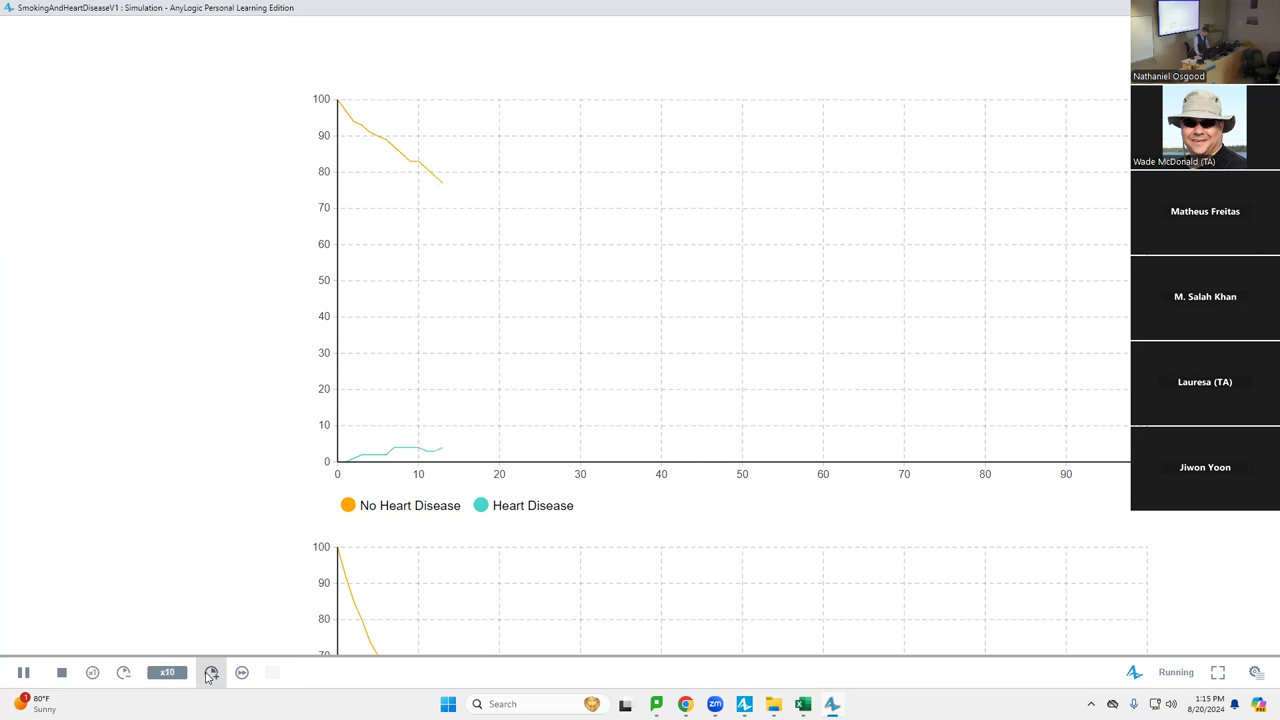 SmokingAndHeartDiseaseV1 : Simulation - AnyLogic Personal Learning Edition
Nathaniel Osgood
Wade McDonald (TA)
Matheus Freitas
M. Salah Khan
Lauresa (TA)
Jiwon Yoon
100
90
80
70
60
50
40
30
20
10
0
0 10 20 30 40 50 60 70 80 90
No Heart Disease Heart Disease
100
90
80
70
x1 x10 Running
1 80°F
Sunny
Search
1:15 PM
8/20/2024